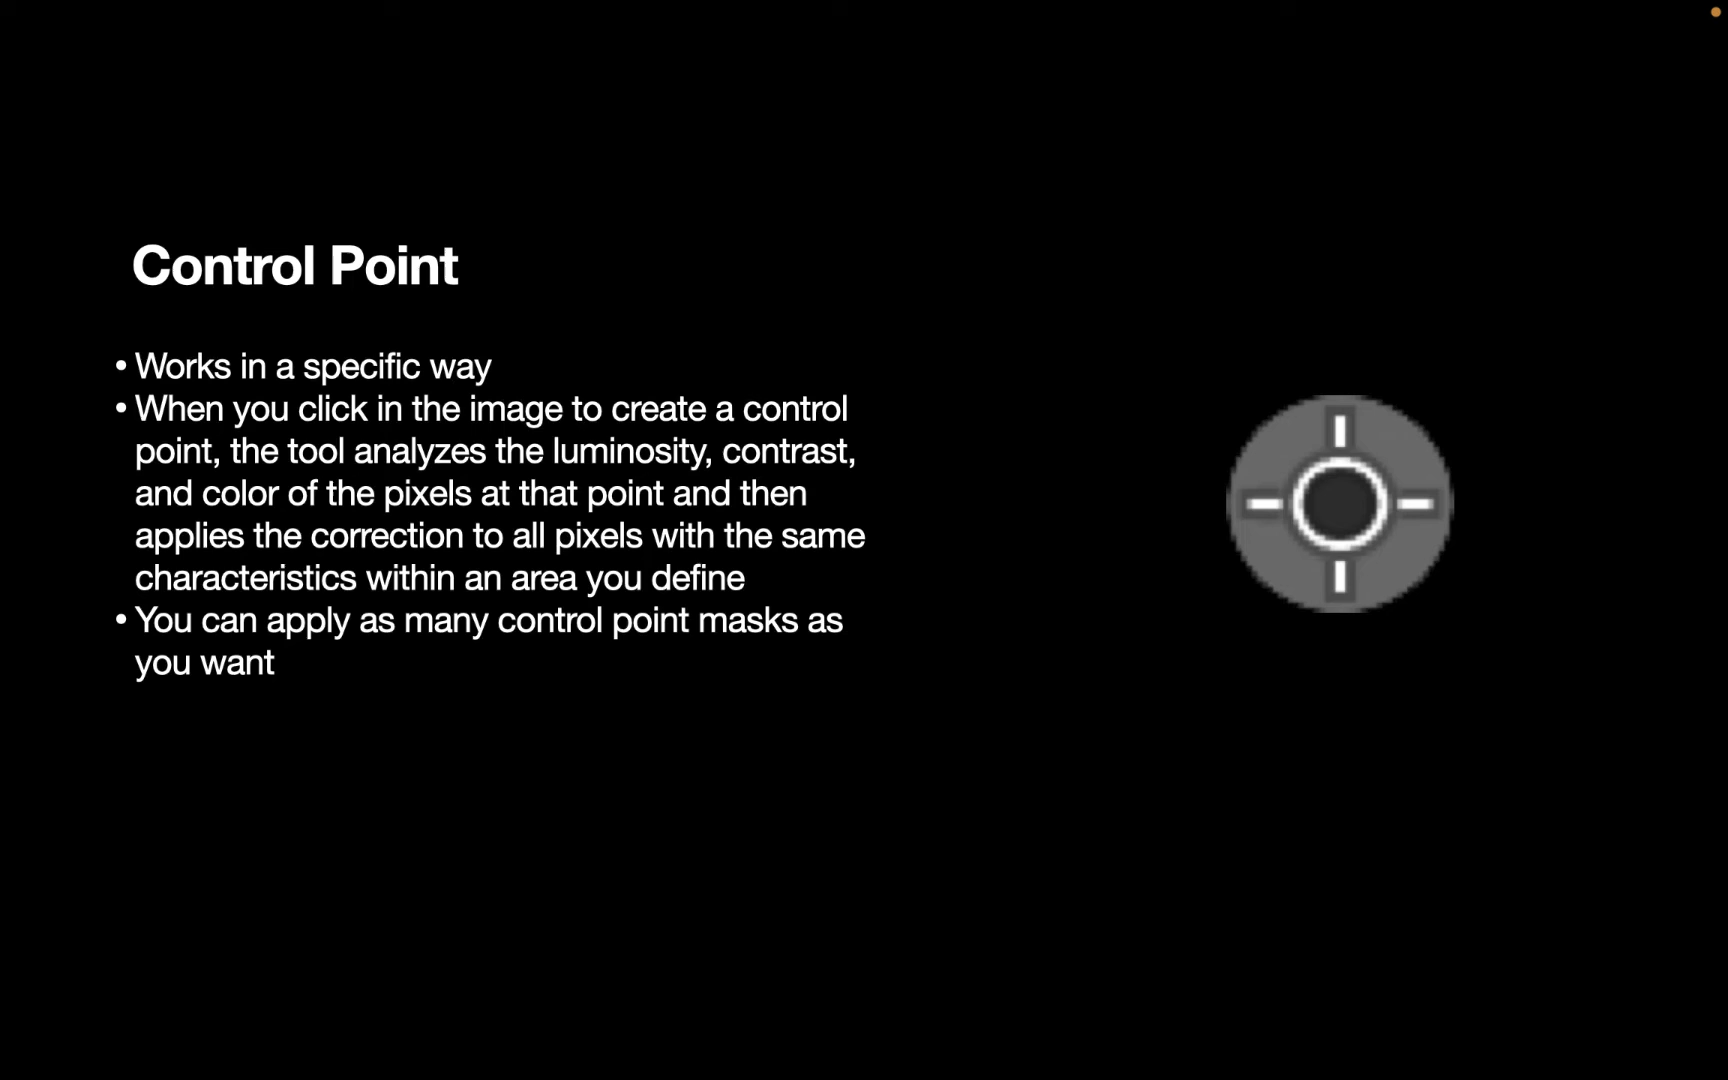 Control Point
• Works in a specific way
• When you click in the image to create a control
point, the tool analyzes the luminosity, contrast,
and color of the pixels at that point and then
applies the correction to all pixels with the same
characteristics within an area you define
• You can apply as many control point masks as
you want